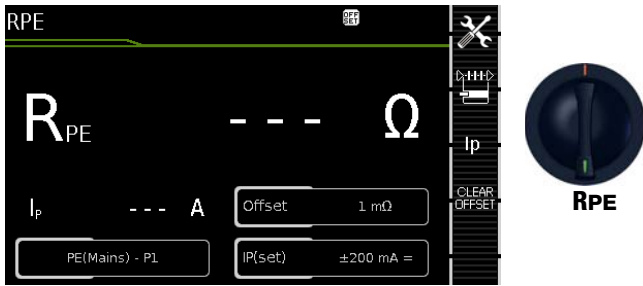 RPE
OFF
SET
RPE
--- Ω
Ip
IP --- A
Offset 1 mΩ
CLEAR
OFFSET
PE(Mains) - P1
IP(set) ±200 mA =
RPE